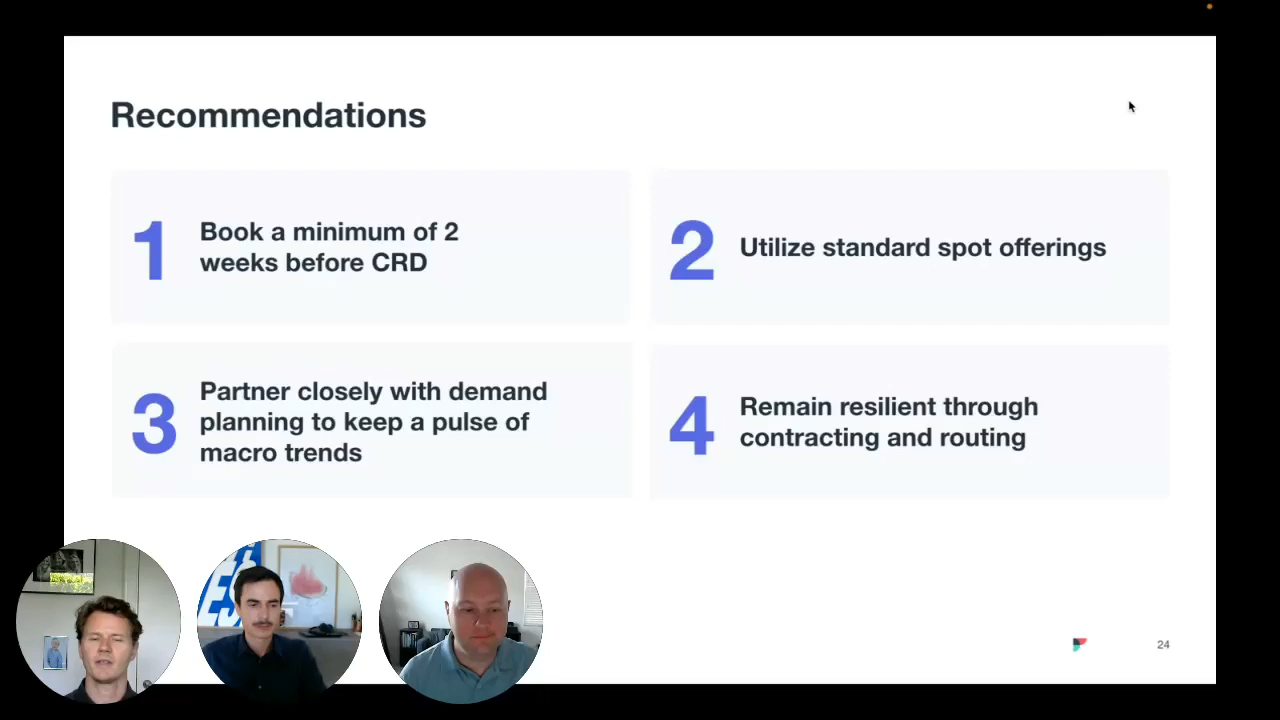 Recommendations
1
Book a minimum of 2
weeks before CRD
2
Utilize standard spot offerings
3
Partner closely with demand
planning to keep a pulse of
macro trends
4
Remain resilient through
contracting and routing
24